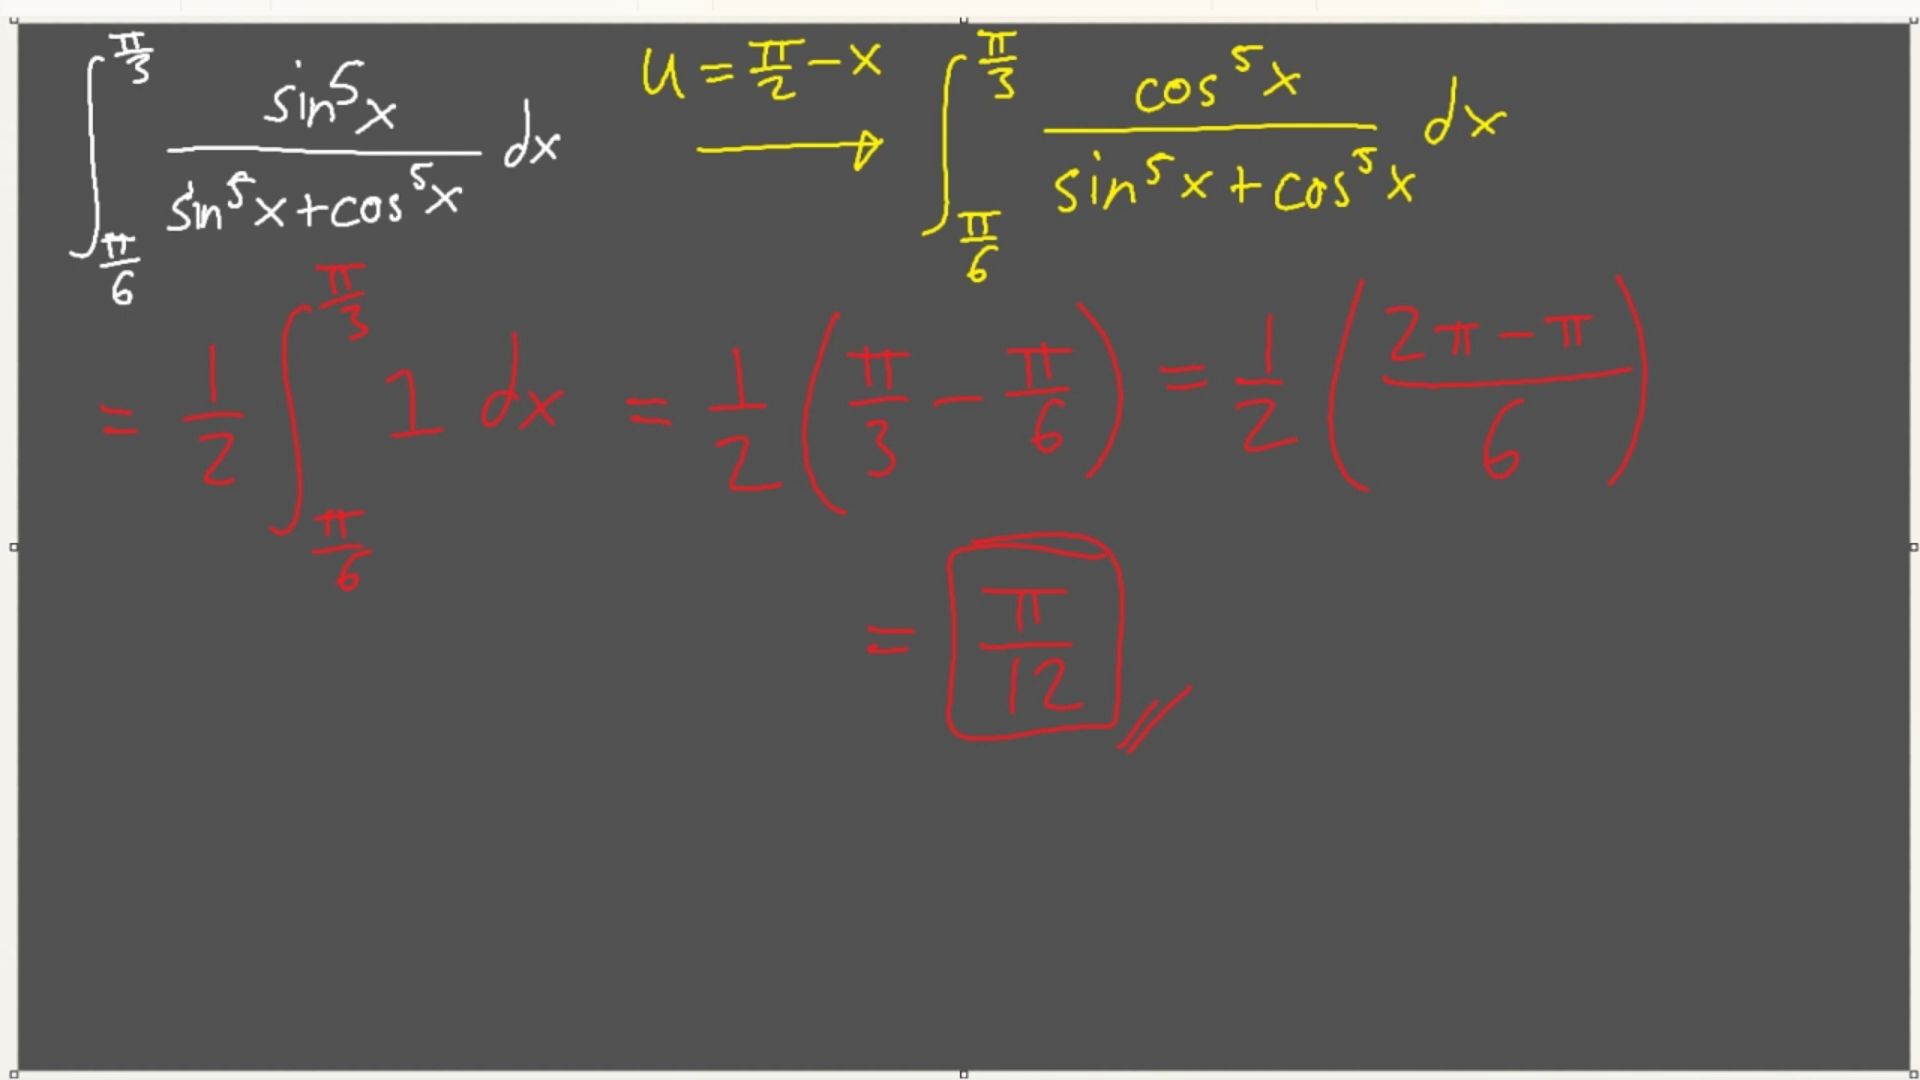 ∫_{π/6}^{π/3} sin⁵x / (sin⁵x + cos⁵x) dx   u = π/2 − x →   ∫_{π/6}^{π/3} cos⁵x / (sin⁵x + cos⁵x) dx
= 1/2 ∫_{π/6}^{π/3} 1 dx = 1/2 (π/3 − π/6) = 1/2 ((2π − π)/6)
= π/12